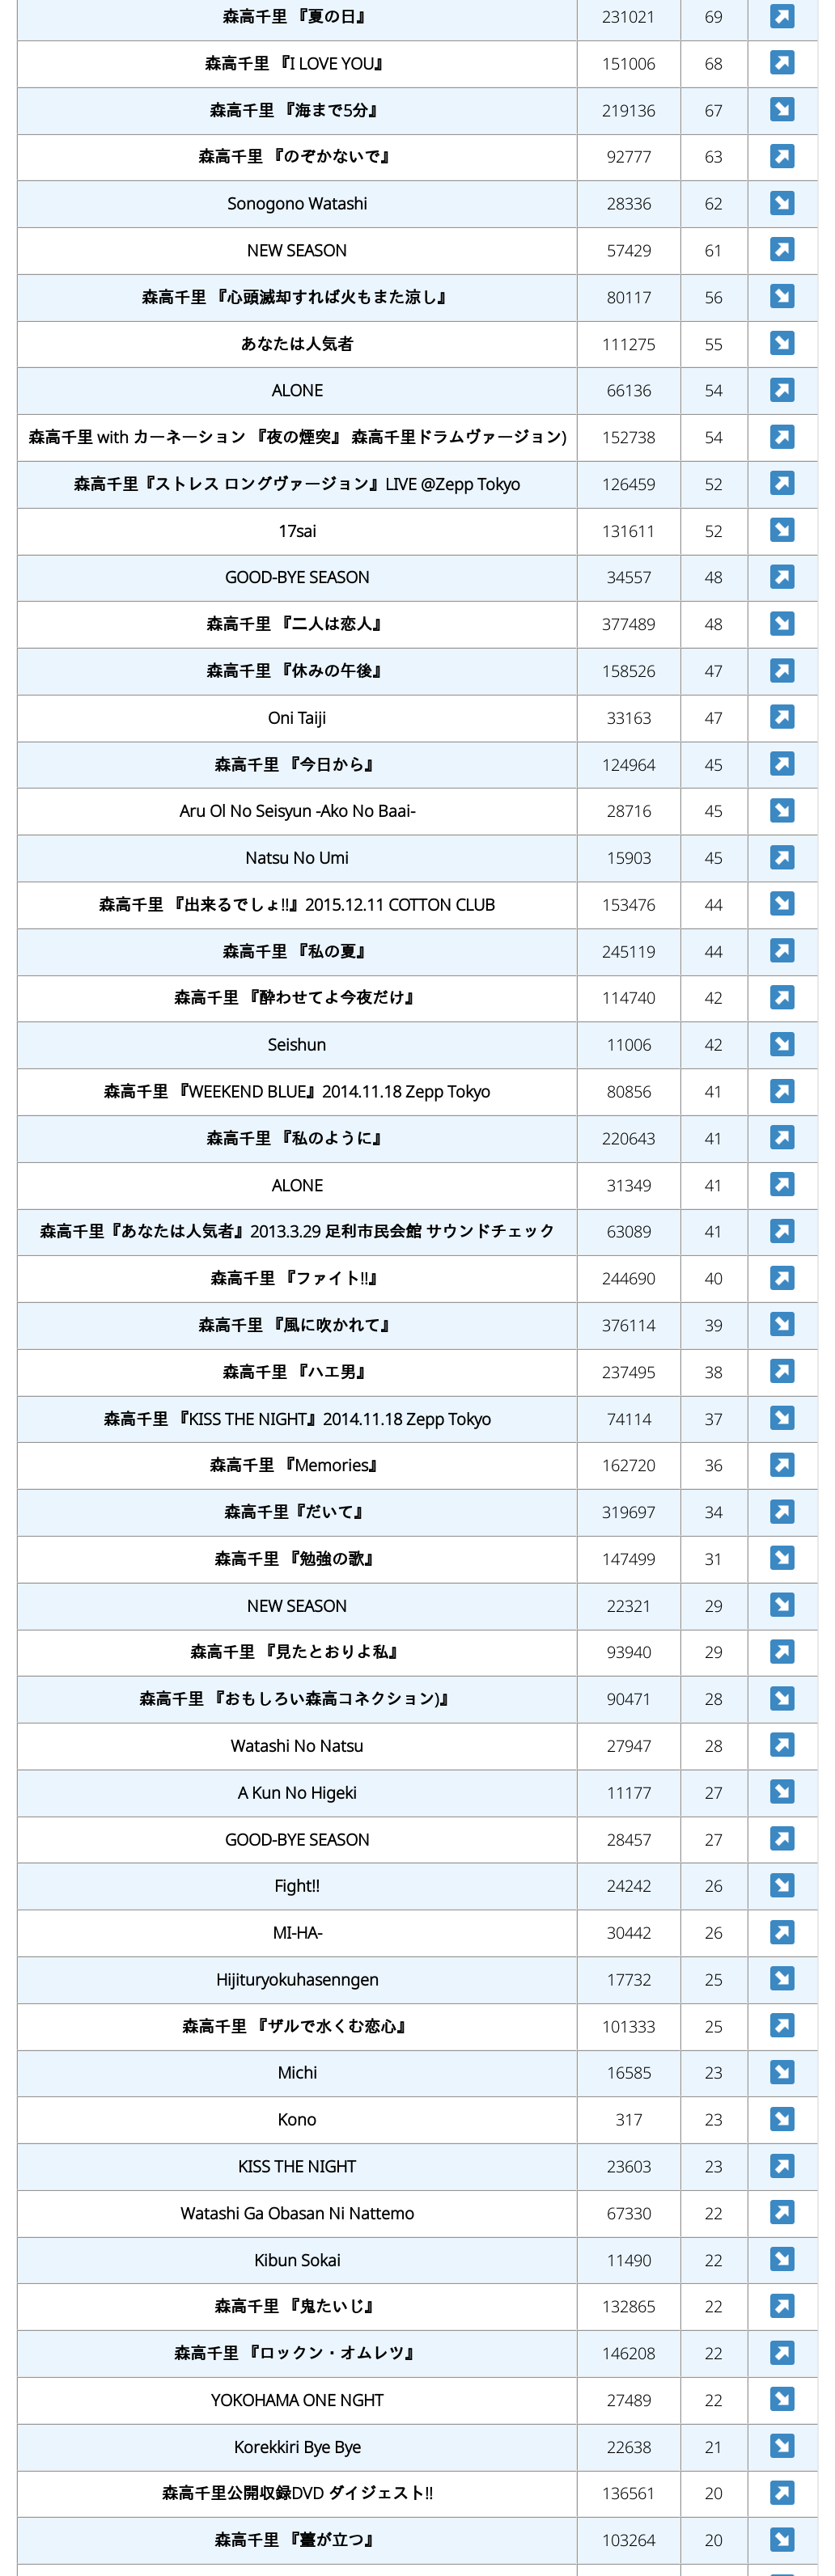 森高千里 『夏の日』 231021 69
森高千里 『I LOVE YOU』 151006 68
森高千里 『海まで5分』 219136 67
森高千里 『のぞかないで』 92777 63
Sonogono Watashi 28336 62
NEW SEASON 57429 61
森高千里 『心頭滅却すれば火もまた涼し』 80117 56
あなたは人気者 111275 55
ALONE 66136 54
森高千里 with カーネーション 『夜の煙突』 森高千里ドラムヴァージョン) 152738 54
森高千里『ストレス ロングヴァージョン』LIVE @Zepp Tokyo 126459 52
17sai 131611 52
GOOD-BYE SEASON 34557 48
森高千里 『二人は恋人』 377489 48
森高千里 『休みの午後』 158526 47
Oni Taiji 33163 47
森高千里 『今日から』 124964 45
Aru Ol No Seisyun -Ako No Baai- 28716 45
Natsu No Umi 15903 45
森高千里 『出来るでしょ!!』2015.12.11 COTTON CLUB 153476 44
森高千里 『私の夏』 245119 44
森高千里 『酔わせてよ今夜だけ』 114740 42
Seishun 11006 42
森高千里 『WEEKEND BLUE』2014.11.18 Zepp Tokyo 80856 41
森高千里 『私のように』 220643 41
ALONE 31349 41
森高千里『あなたは人気者』2013.3.29 足利市民会館 サウンドチェック 63089 41
森高千里 『ファイト!!』 244690 40
森高千里 『風に吹かれて』 376114 39
森高千里 『ハエ男』 237495 38
森高千里 『KISS THE NIGHT』2014.11.18 Zepp Tokyo 74114 37
森高千里 『Memories』 162720 36
森高千里『だいて』 319697 34
森高千里 『勉強の歌』 147499 31
NEW SEASON 22321 29
森高千里 『見たとおりよ私』 93940 29
森高千里 『おもしろい森高コネクション)』 90471 28
Watashi No Natsu 27947 28
A Kun No Higeki 11177 27
GOOD-BYE SEASON 28457 27
Fight!! 24242 26
MI-HA- 30442 26
Hijituryokuhasenngen 17732 25
森高千里 『ザルで水くむ恋心』 101333 25
Michi 16585 23
Kono 317 23
KISS THE NIGHT 23603 23
Watashi Ga Obasan Ni Nattemo 67330 22
Kibun Sokai 11490 22
森高千里 『鬼たいじ』 132865 22
森高千里 『ロックン・オムレツ』 146208 22
YOKOHAMA ONE NGHT 27489 22
Korekkiri Bye Bye 22638 21
森高千里公開収録DVD ダイジェスト!! 136561 20
森高千里 『薹が立つ』 103264 20